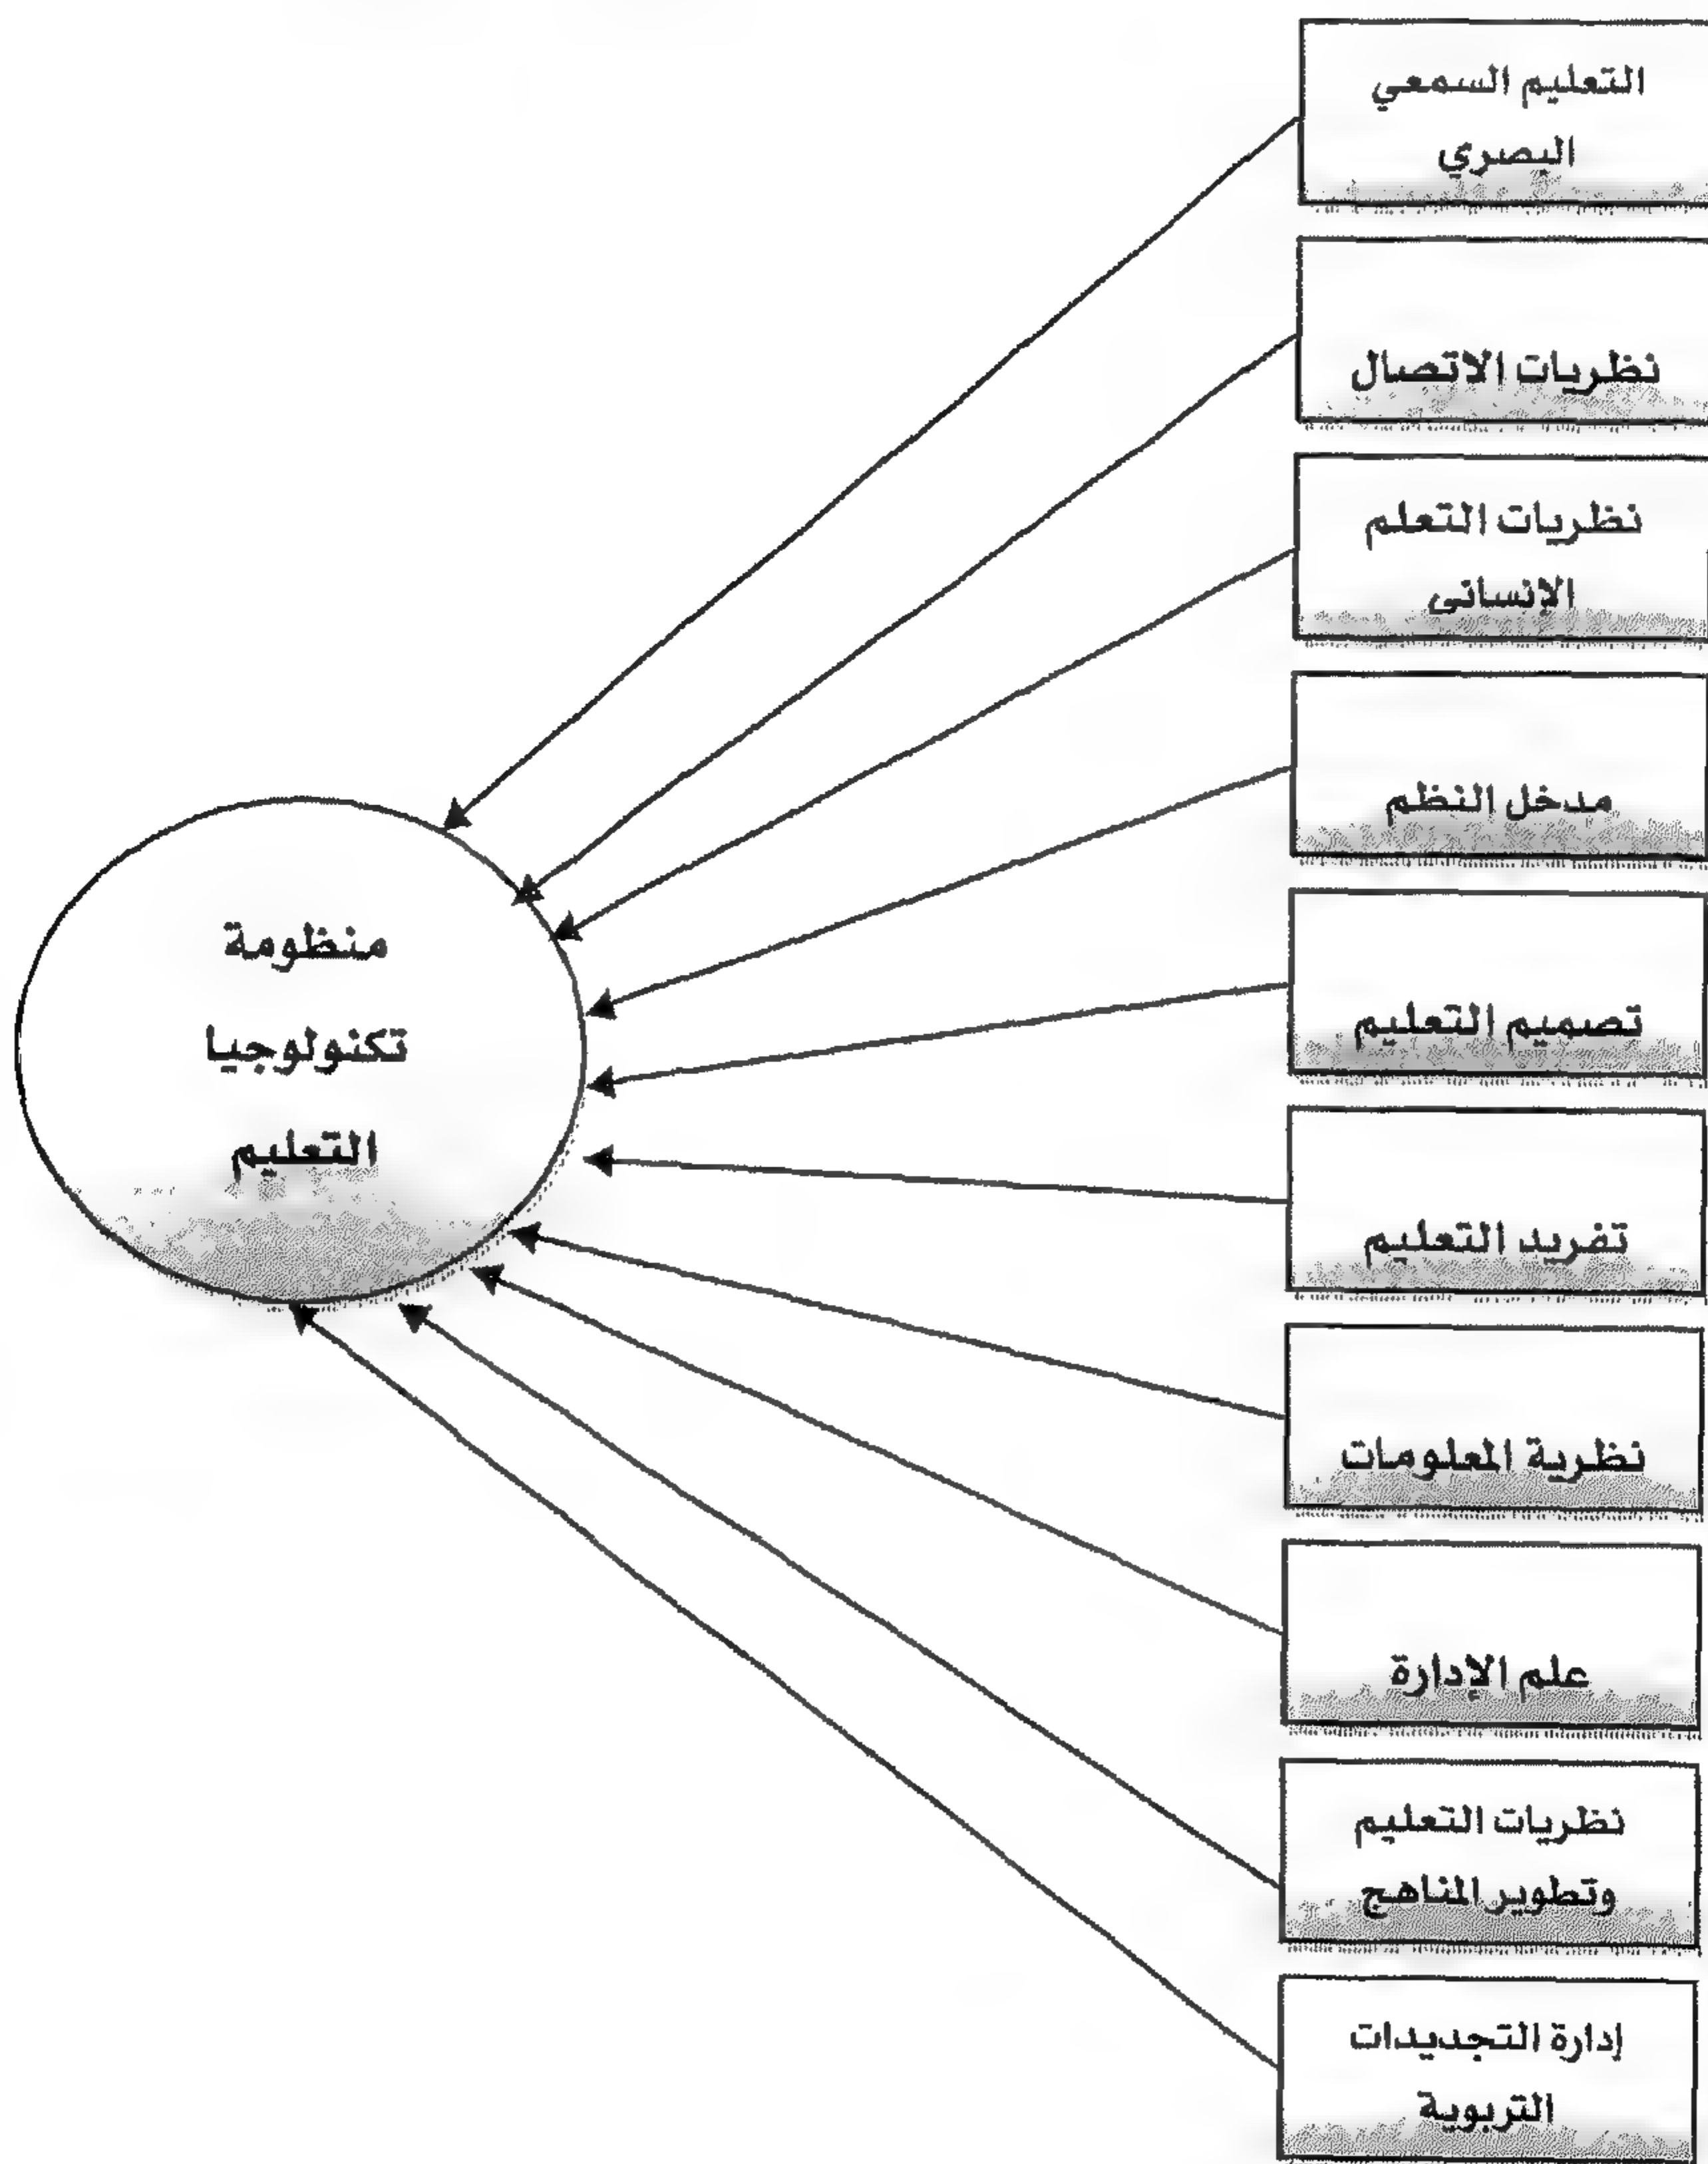 التعليم السمعي
البصري
نظريات الاتصال
نظريات التعلم
الإنسانى
مدخل النظم
تصميم التعليم
تفريد التعليم
نظرية المعلومات
علم الإدارة
نظريات التعليم
وتطوير المناهج
إدارة التجديدات
التربوية
منظومة
تكنولوجيا
التعليم